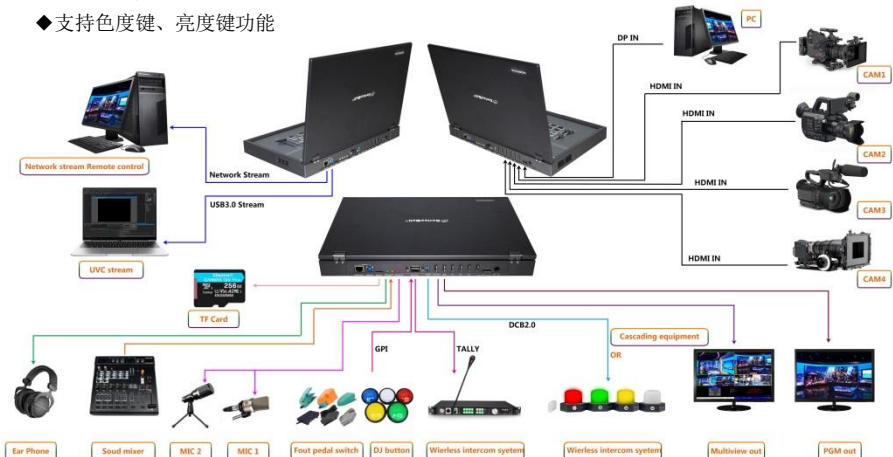 ◆支持色度键、亮度键功能
PC
DP IN
CAM1
HDMI IN
HDMI IN
CAM2
Network stream Remote control
Network Stream
HDMI IN
CAM3
USB3.0 Stream
UVC stream
HDMI IN
CAM4
256GB
TF Card
DCB2.0
Cascading equipment
GPI
TALLY
OR
Ear Phone
Soud mixer
MIC 2
MIC 1
Fout pedal switch
DJ button
Wierless intercom syetem
Wierless intercom syetem
Multiview out
PGM out